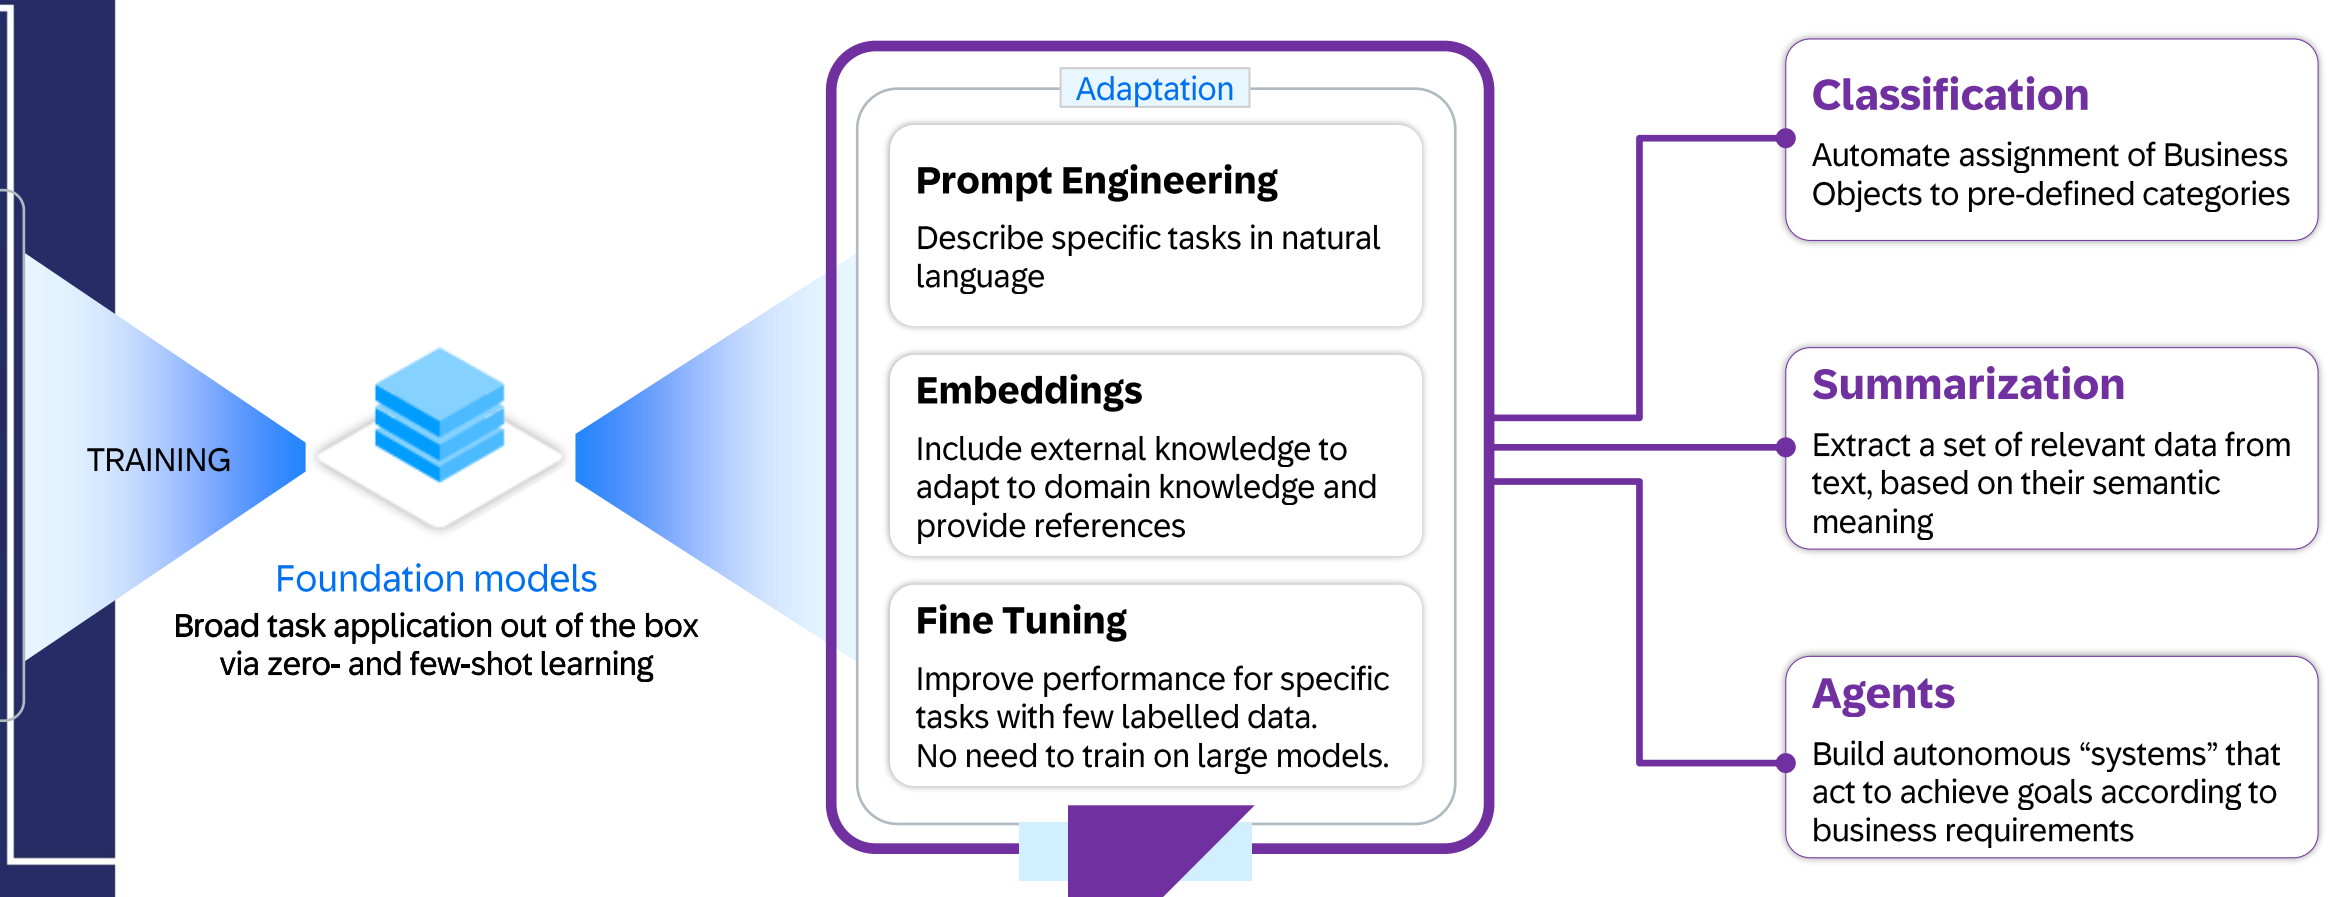 TRAINING
Foundation models
Broad task application out of the box
via zero- and few-shot learning
Adaptation
Prompt Engineering
Describe specific tasks in natural
language
Embeddings
Include external knowledge to
adapt to domain knowledge and
provide references
Fine Tuning
Improve performance for specific
tasks with few labelled data.
No need to train on large models.
Classification
Automate assignment of Business
Objects to pre-defined categories
Summarization
Extract a set of relevant data from
text, based on their semantic
meaning
Agents
Build autonomous “systems” that
act to achieve goals according to
business requirements